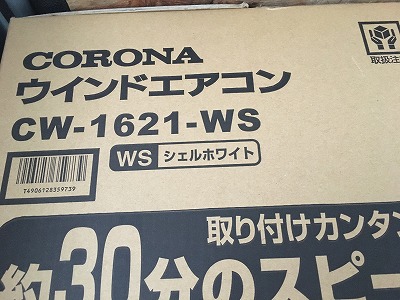 CORONA
ウインドエアコン
取扱注
CW-1621-WS
WS シェルホワイト
T4906128359739
取り付けカンタン
約30分のスピー